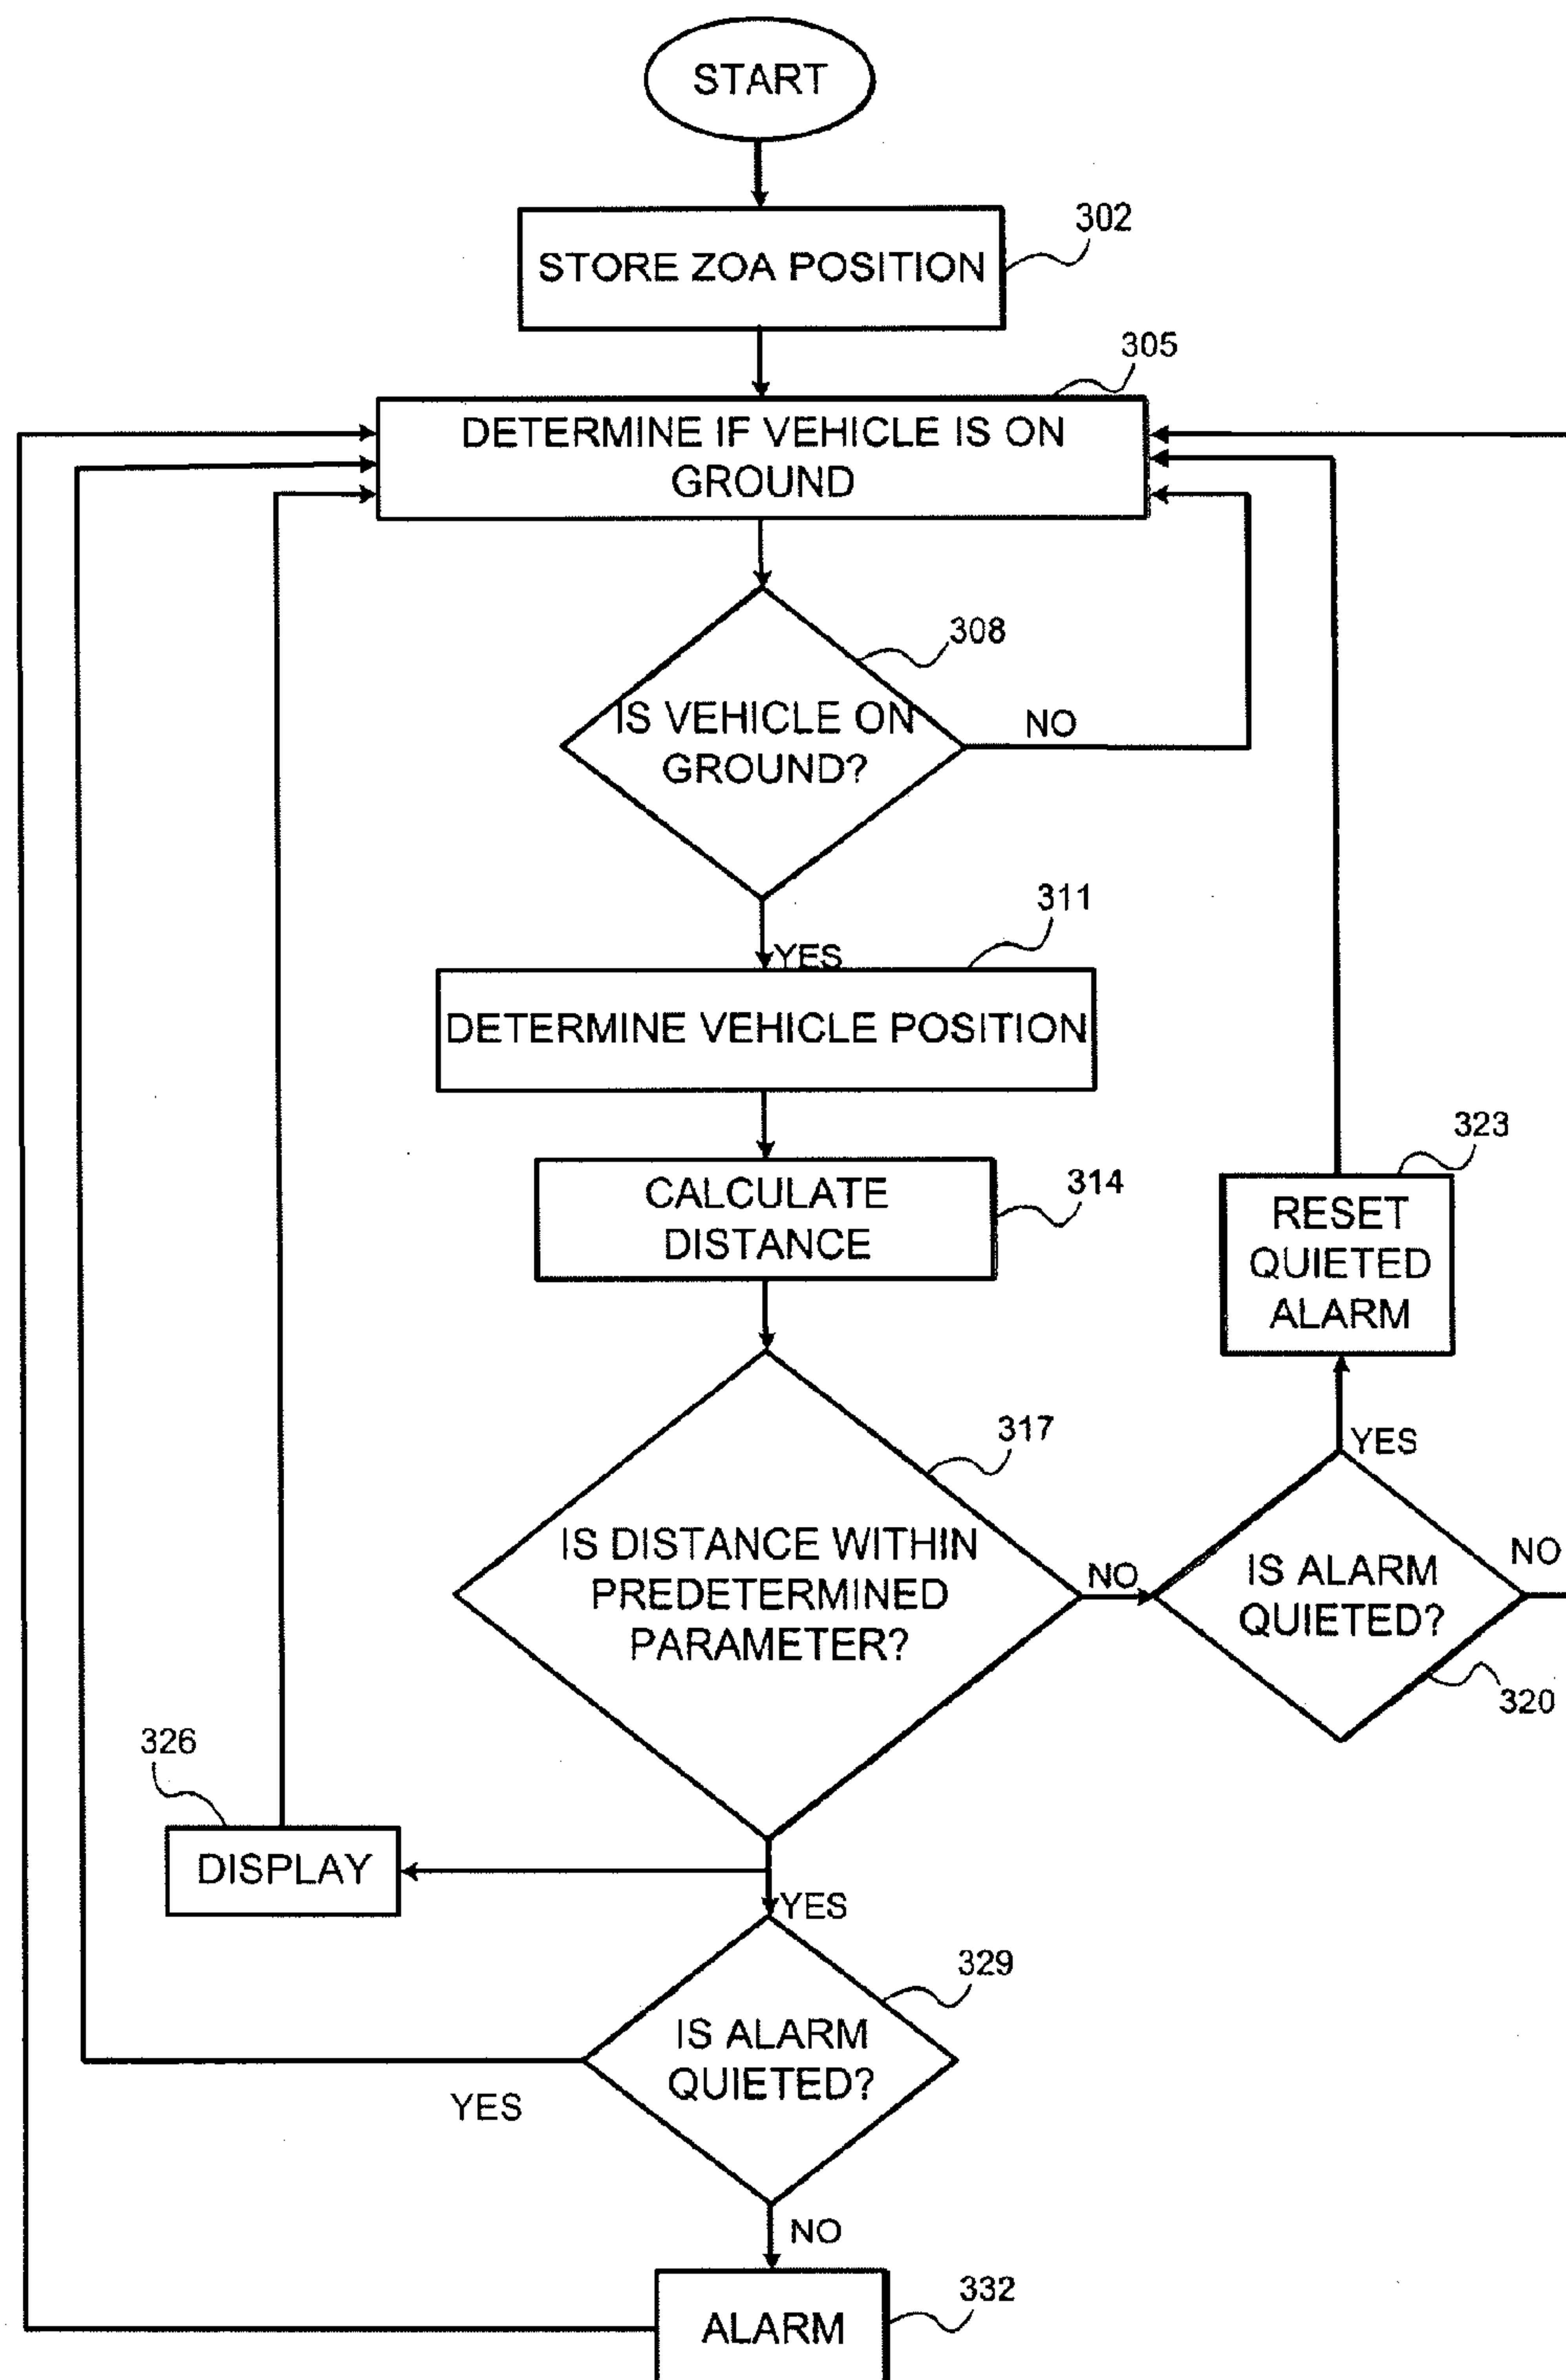 START
302
STORE ZOA POSITION
305
DETERMINE IF VEHICLE IS ON
GROUND
308
IS VEHICLE ON
GROUND?
NO
311
YES
DETERMINE VEHICLE POSITION
323
314
CALCULATE
DISTANCE
RESET
QUIETED
ALARM
317
YES
IS DISTANCE WITHIN
PREDETERMINED
PARAMETER?
NO
IS ALARM
QUIETED?
NO
320
326
DISPLAY
YES
329
IS ALARM
QUIETED?
YES
NO
332
ALARM